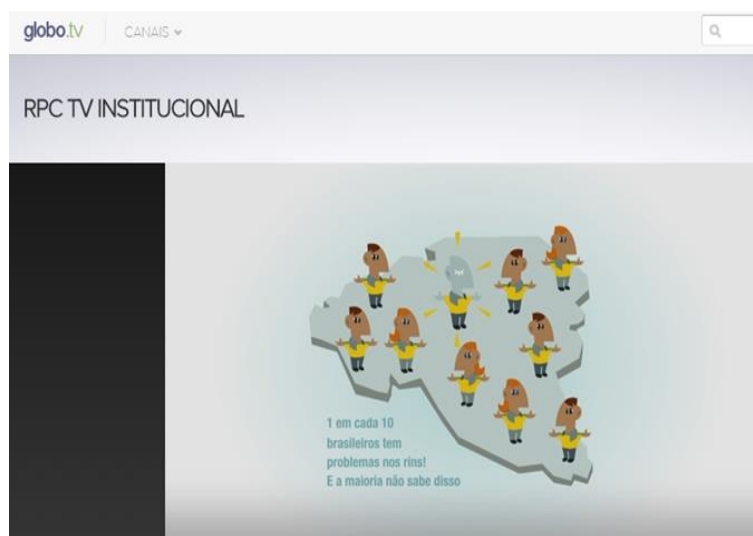 globo.tv
CANAIS
RPC TV INSTITUCIONAL
1 em cada 10
brasileiros tem
problemas nos rins!
E a maioria não sabe disso